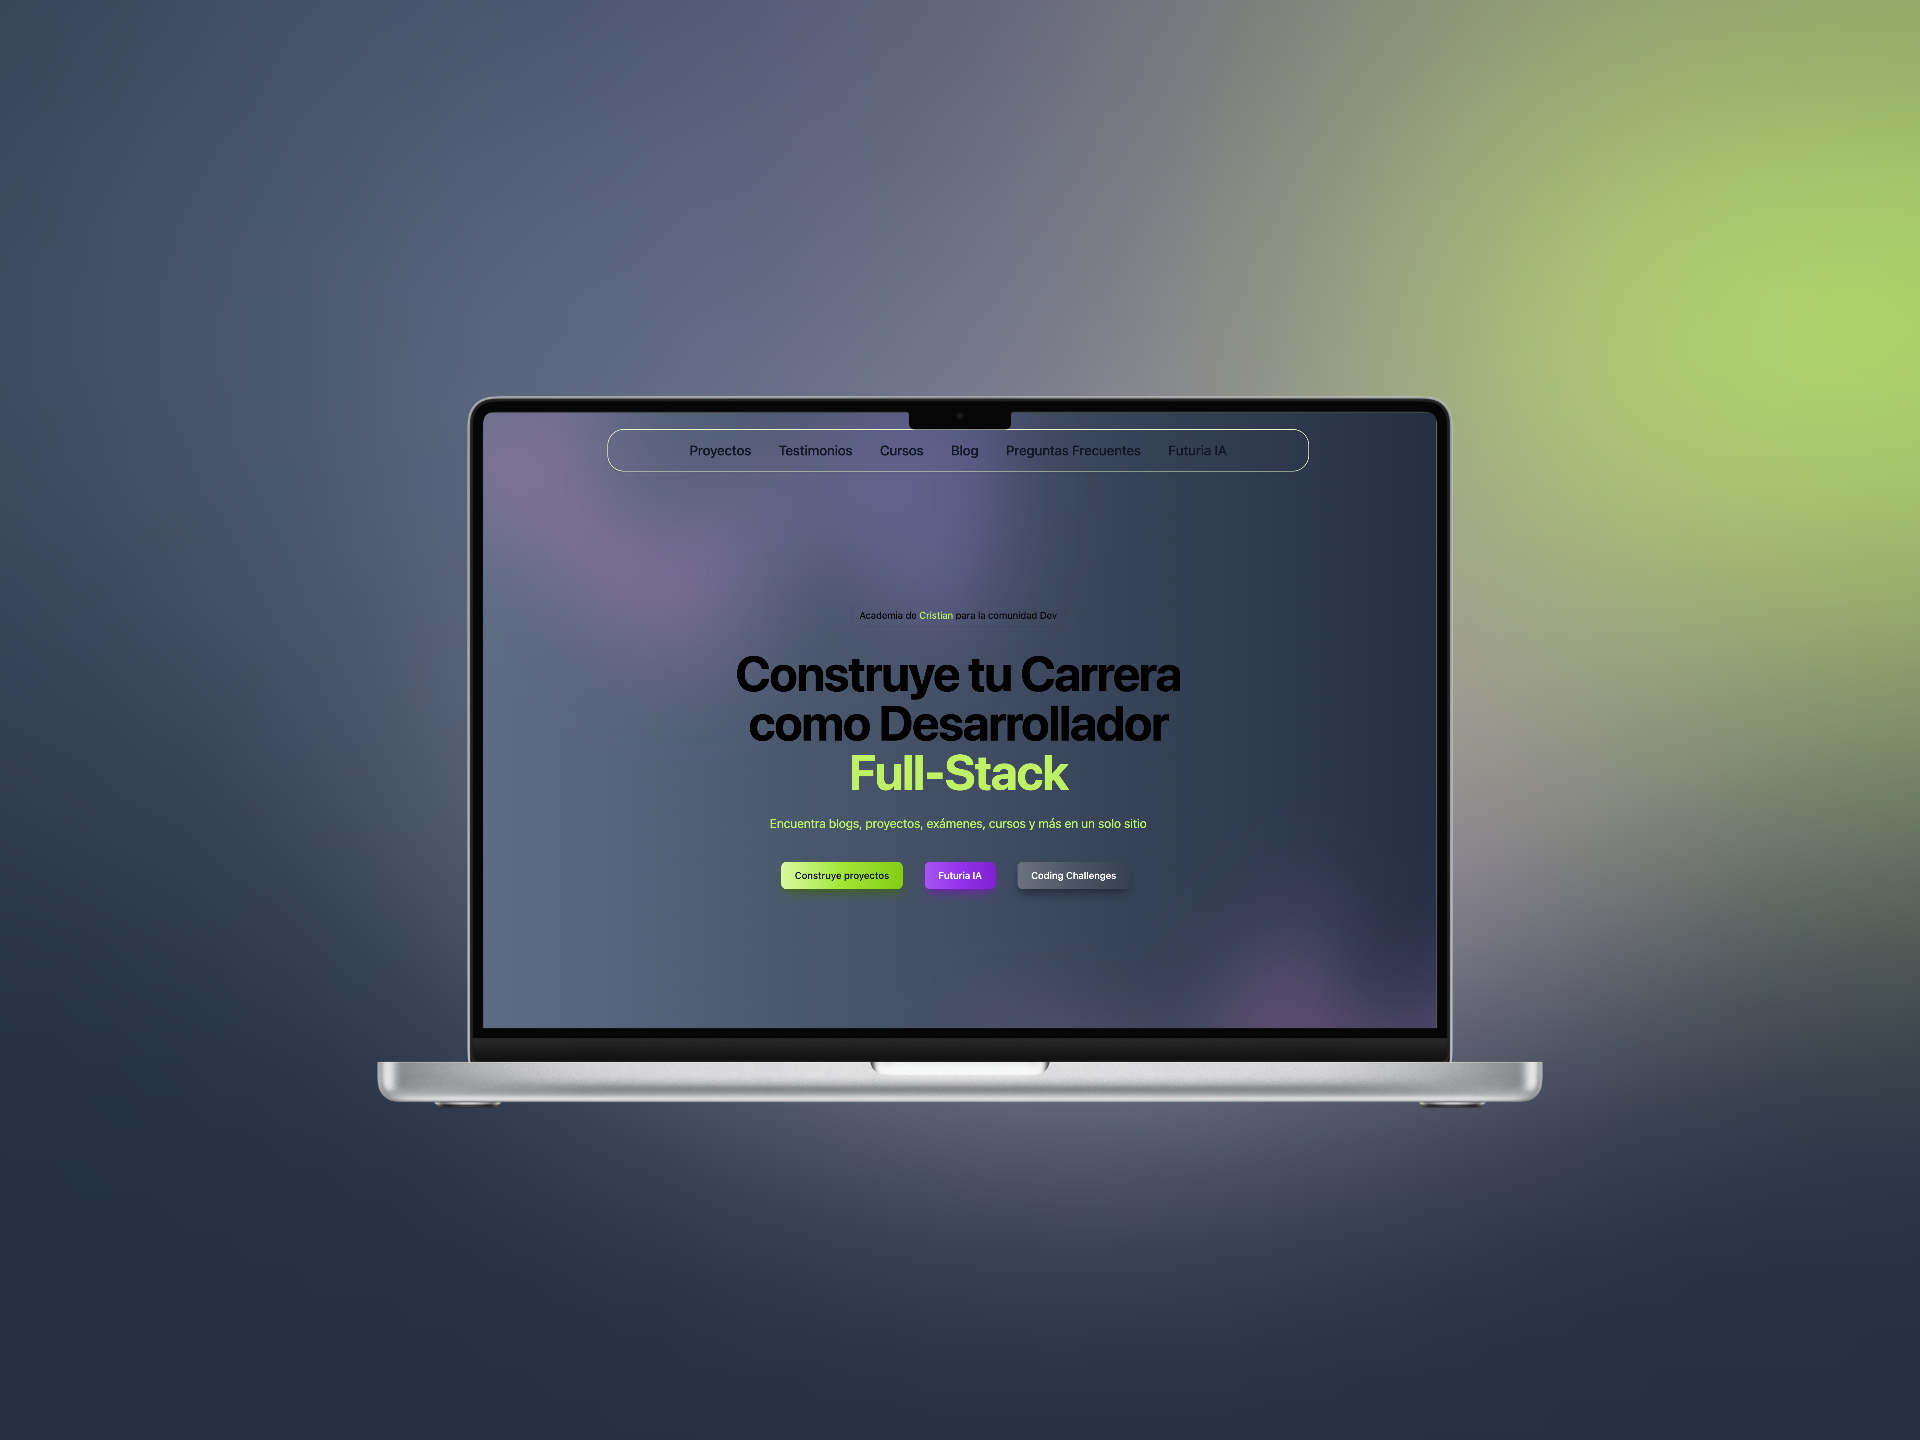 Proyectos Testimonios Cursos Blog Preguntas Frecuentes Futuria IA
Academia de Cristian para la comunidad Dev
Construye tu Carrera
como Desarrollador
Full-Stack
Encuentra blogs, proyectos, exámenes, cursos y más en un solo sitio
Construye proyectos Futuria IA Coding Challenges